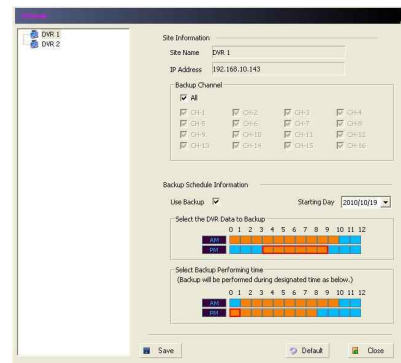 DVR 1
DVR 2
Site Information
Site Name DVR 1
IP Address 192.168.10.143
Backup Channel
All
CH-1 CH-2 CH-3 CH-4
CH-5 CH-6 CH-7 CH-8
CH-9 CH-10 CH-11 CH-12
CH-13 CH-14 CH-15 CH-16
Backup Schedule Information
Use Backup Starting Day 2010/10/19
Select the DVR Data to Backup
0 1 2 3 4 5 6 7 8 9 10 11 12
AM
PM
Select Backup Performing time
(Backup will be performed during designated time as below.)
0 1 2 3 4 5 6 7 8 9 10 11 12
AM
PM
Save Default Close